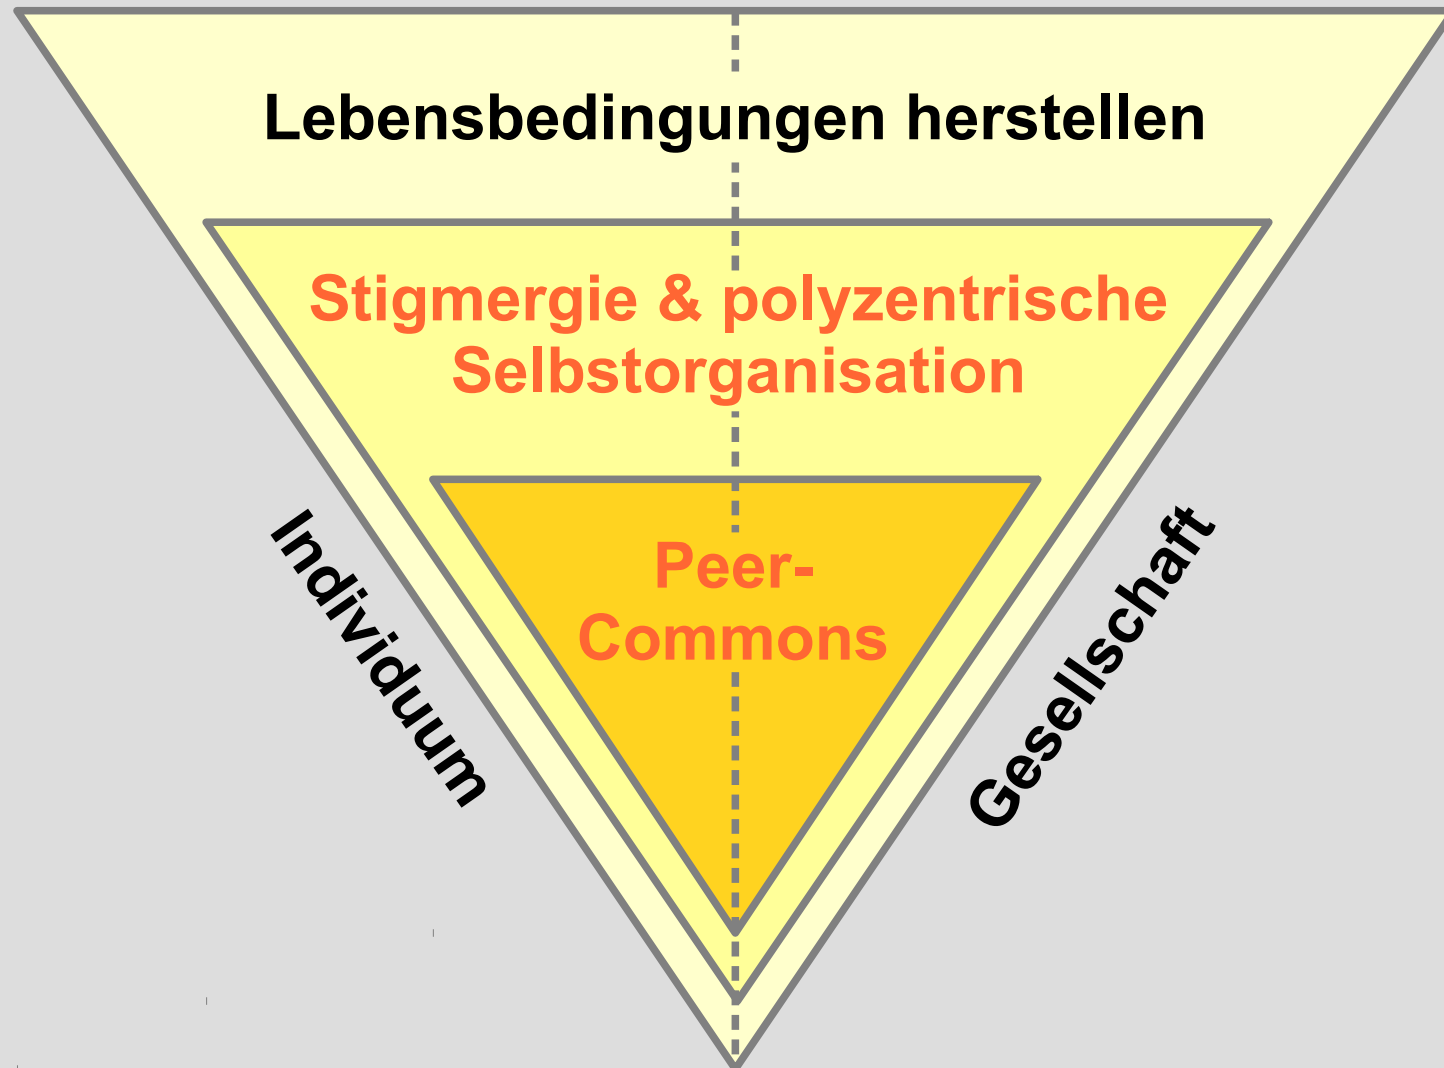 Lebensbedingungen herstellen
Stigmergie & polyzentrische
Selbstorganisation
Peer-
Commons
Individuum
Gesellschaft